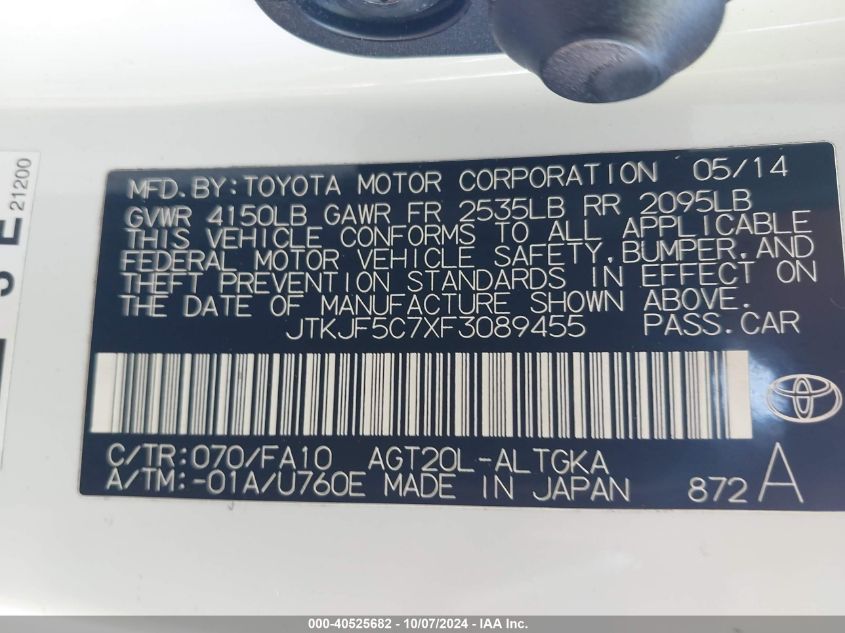 MFD. BY: TOYOTA MOTOR CORPORATION 05/14
GVWR 4150LB GAWR FR 2535LB RR 2095LB
THIS VEHICLE CONFORMS TO ALL APPLICABLE
FEDERAL MOTOR VEHICLE SAFETY, BUMPER, AND
THEFT PREVENTION STANDARDS IN EFFECT ON
THE DATE OF MANUFACTURE SHOWN ABOVE.
JTKJF5C7XF3089455 PASS. CAR
C/TR: 070/FA10 AGT20L-ALTGKA
A/TM: -01A/U760E MADE IN JAPAN 872 A
21200
000-40525682 - 10/07/2024 - IAA Inc.